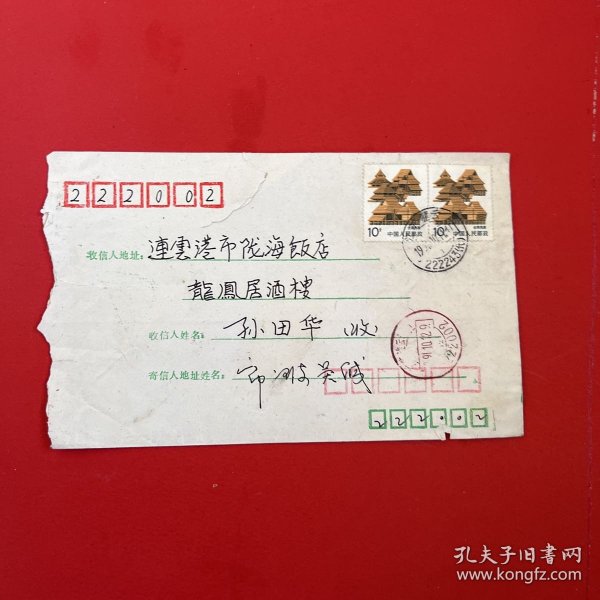 222002
10分 10分
中国人民邮政 中国人民邮政
222243
收信人地址：連雲港市陇海飯店
龍鳳居酒樓
收信人姓名：孙田华（收）
寄信人地址姓名：
222002
孔夫子旧书网
www.kongfz.com